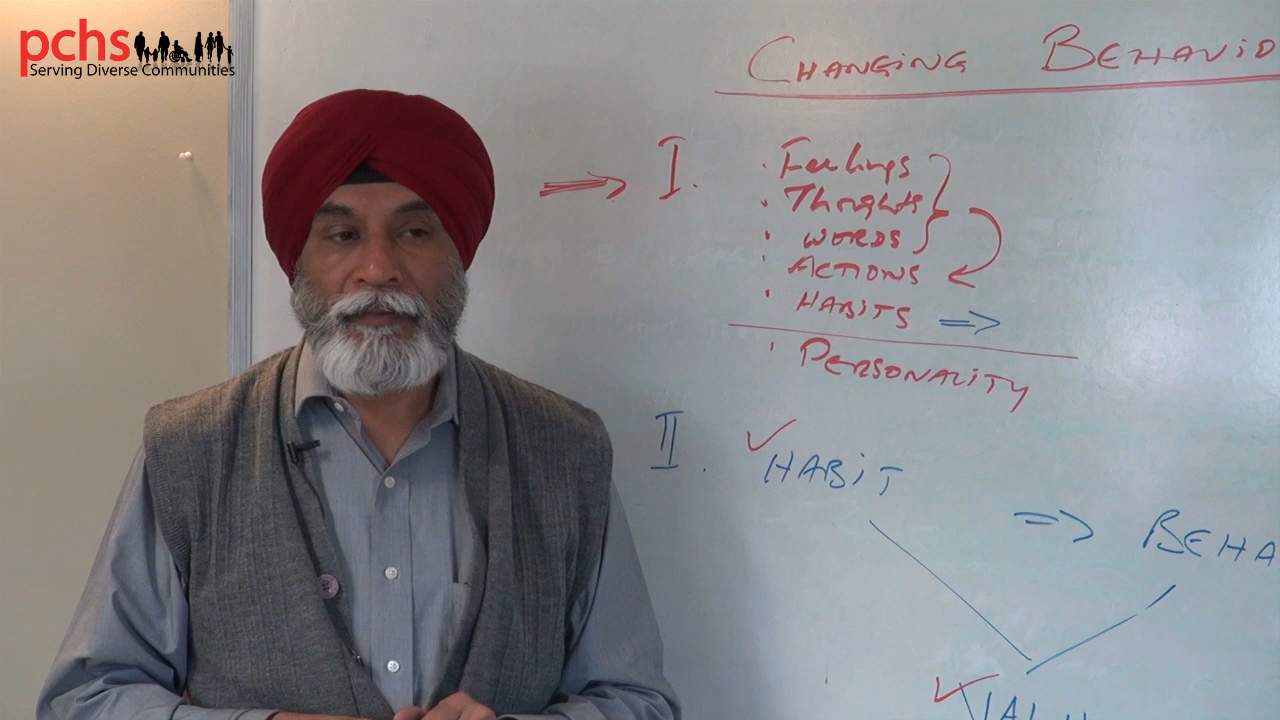 pchs
Serving Diverse Communities
CHANGING BEHAVIO
I. · Feelings
· Thoughts
· WORDS
· ACTIONS
· HABITS =>
· PERSONALITY
II. ✓ HABIT
=> BEHA
✓